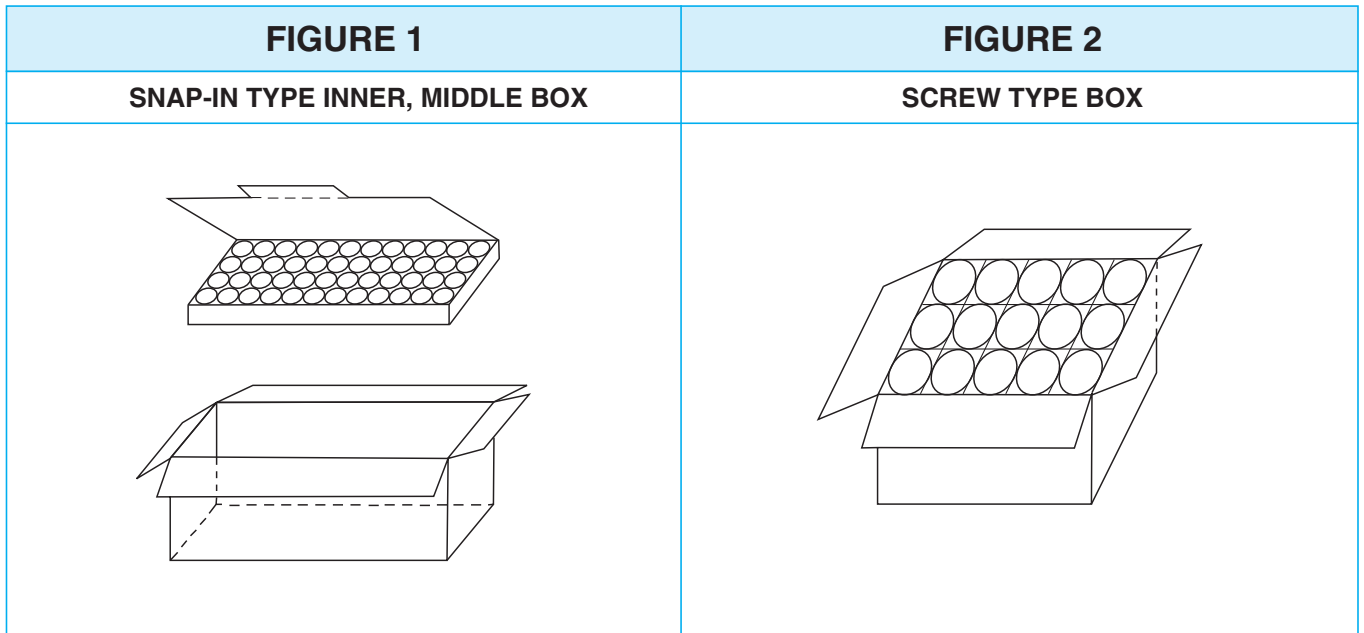 FIGURE 1
FIGURE 2
SNAP-IN TYPE INNER, MIDDLE BOX
SCREW TYPE BOX